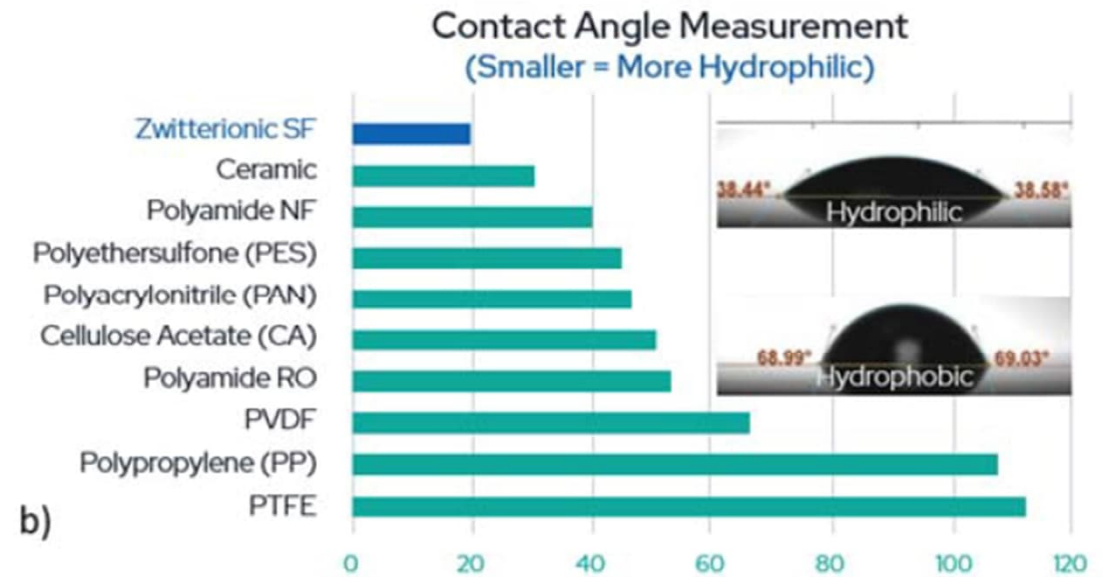 Contact Angle Measurement
(Smaller = More Hydrophilic)
Zwitterionic SF
Ceramic
Polyamide NF
Polyethersulfone (PES)
Polyacrylonitrile (PAN)
Cellulose Acetate (CA)
Polyamide RO
PVDF
Polypropylene (PP)
PTFE
38.44° 38.58°
Hydrophilic
68.99° 69.03°
Hydrophobic
b)
0 20 40 60 80 100 120